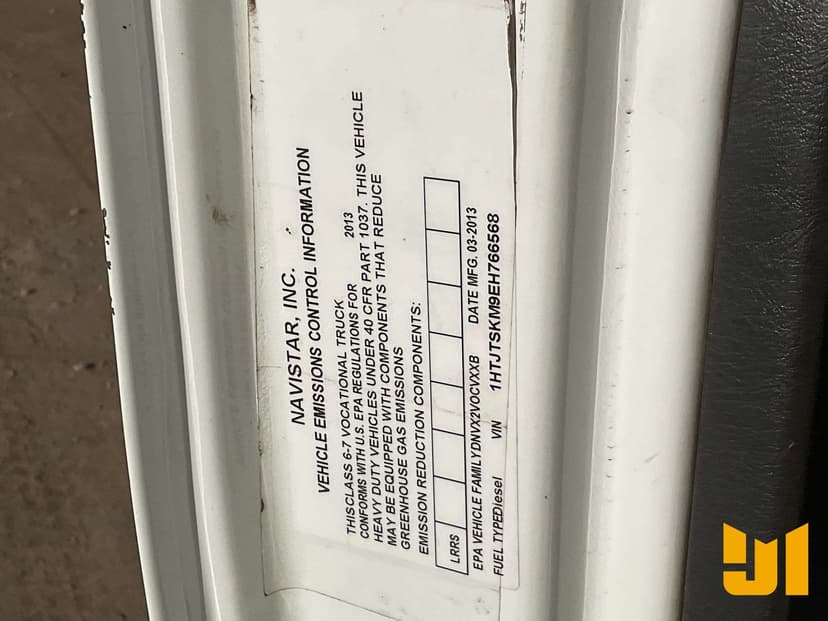 NAVISTAR, INC.
VEHICLE EMISSIONS CONTROL INFORMATION
THISCLASS 6-7 VOCATIONAL TRUCK
CONFORMS WITH U.S. EPA REGULATIONS FOR 2013
HEAVY DUTY VEHICLES UNDER 40 CFR PART 1037. THIS VEHICLE
MAY BE EQUIPPED WITH COMPONENTS THAT REDUCE
GREENHOUSE GAS EMISSIONS
EMISSION REDUCTION COMPONENTS:
LRRS
EPA VEHICLE FAMILYDNVX2VOCVXXB DATE MFG. 03-2013
FUEL TYPEDiesel VIN 1HTJTSKM9EH766568